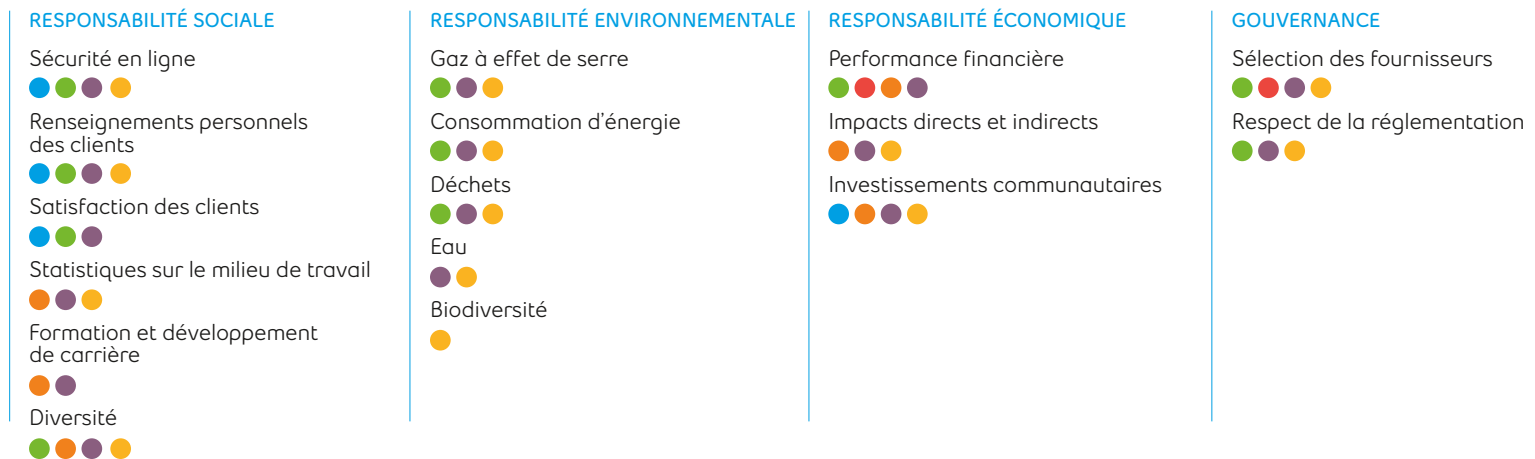 RESPONSABILITÉ SOCIALE
Sécurité en ligne
Renseignements personnels
des clients
Satisfaction des clients
Statistiques sur le milieu de travail
Formation et développement
de carrière
Diversité
RESPONSABILITÉ ENVIRONNEMENTALE
Gaz à effet de serre
Consommation d'énergie
Déchets
Eau
Biodiversité
RESPONSABILITÉ ÉCONOMIQUE
Performance financière
Impacts directs et indirects
Investissements communautaires
GOUVERNANCE
Sélection des fournisseurs
Respect de la réglementation